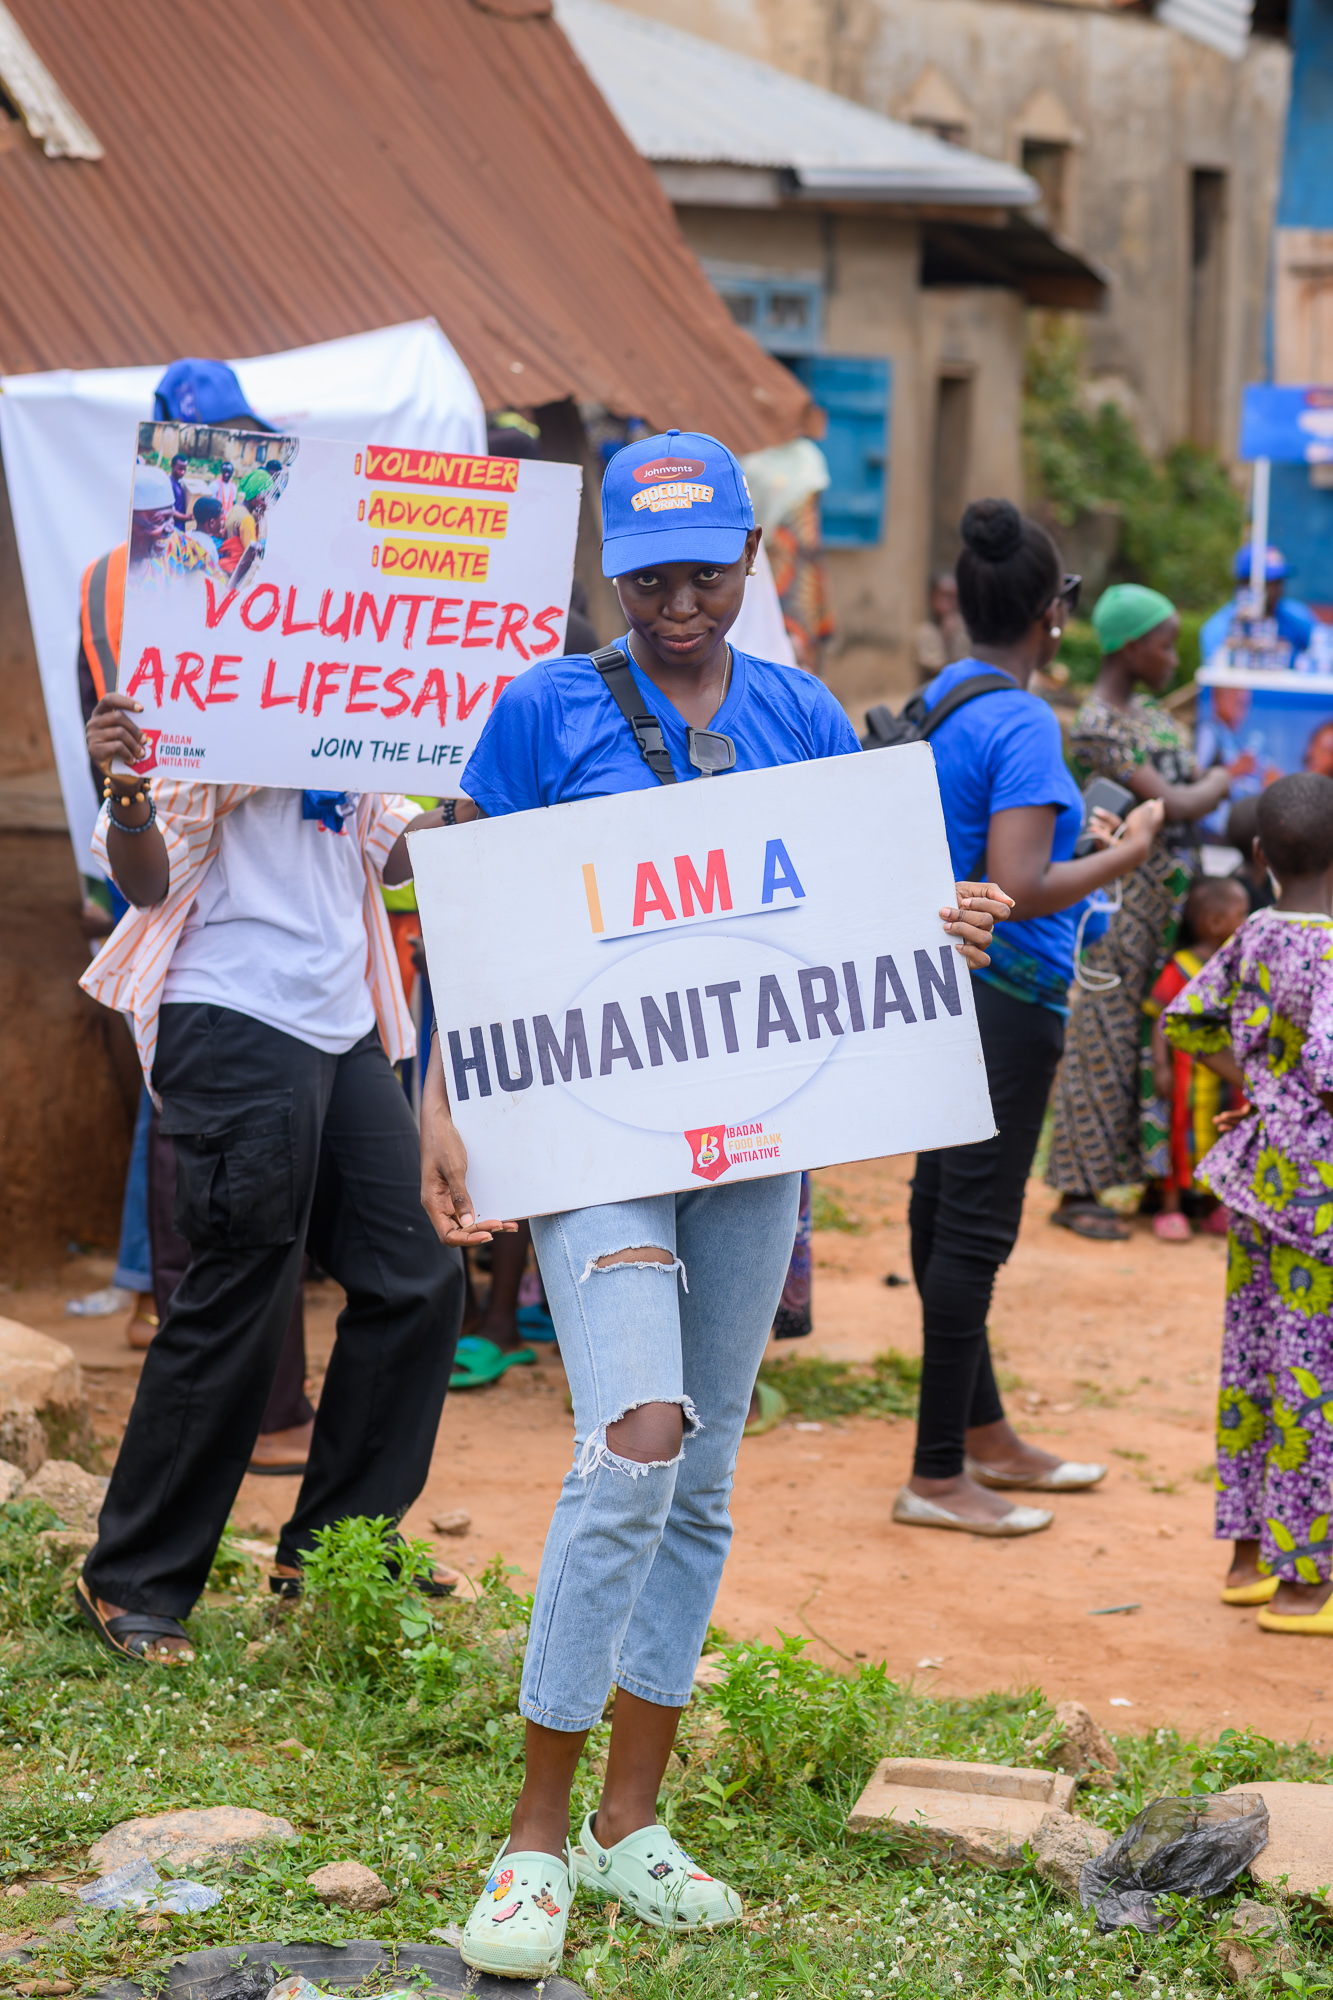 Johnvents
CHOCOLATE
DRINK
VOLUNTEER
ADVOCATE
DONATE
VOLUNTEERS
ARE LIFESAVE
JOIN THE LIFE
IBADAN
FOOD BANK
INITIATIVE
I AM A
HUMANITARIAN
IBADAN
FOOD BANK
INITIATIVE